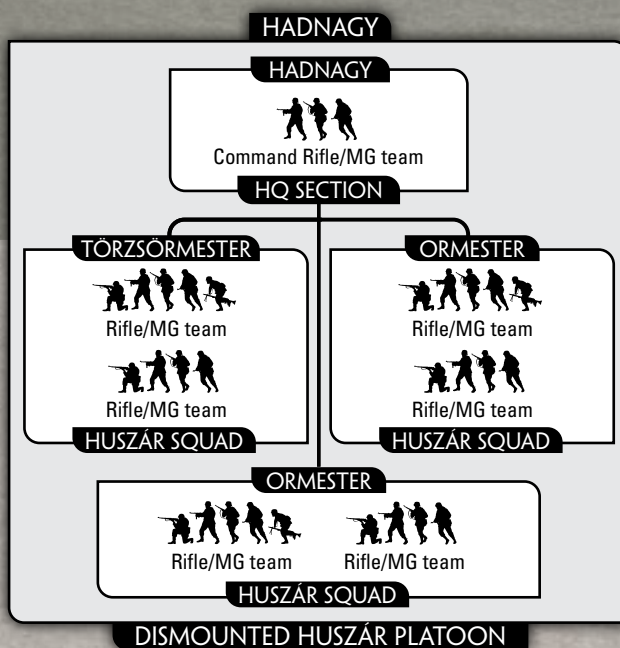 HADNAGY
HADNAGY
Command Rifle/MG team
HQ SECTION
TÖRZSÖRMESTER
Rifle/MG team
Rifle/MG team
HUSZÁR SQUAD
ORMESTER
Rifle/MG team
Rifle/MG team
HUSZÁR SQUAD
ORMESTER
Rifle/MG team Rifle/MG team
HUSZÁR SQUAD
DISMOUNTED HUSZÁR PLATOON